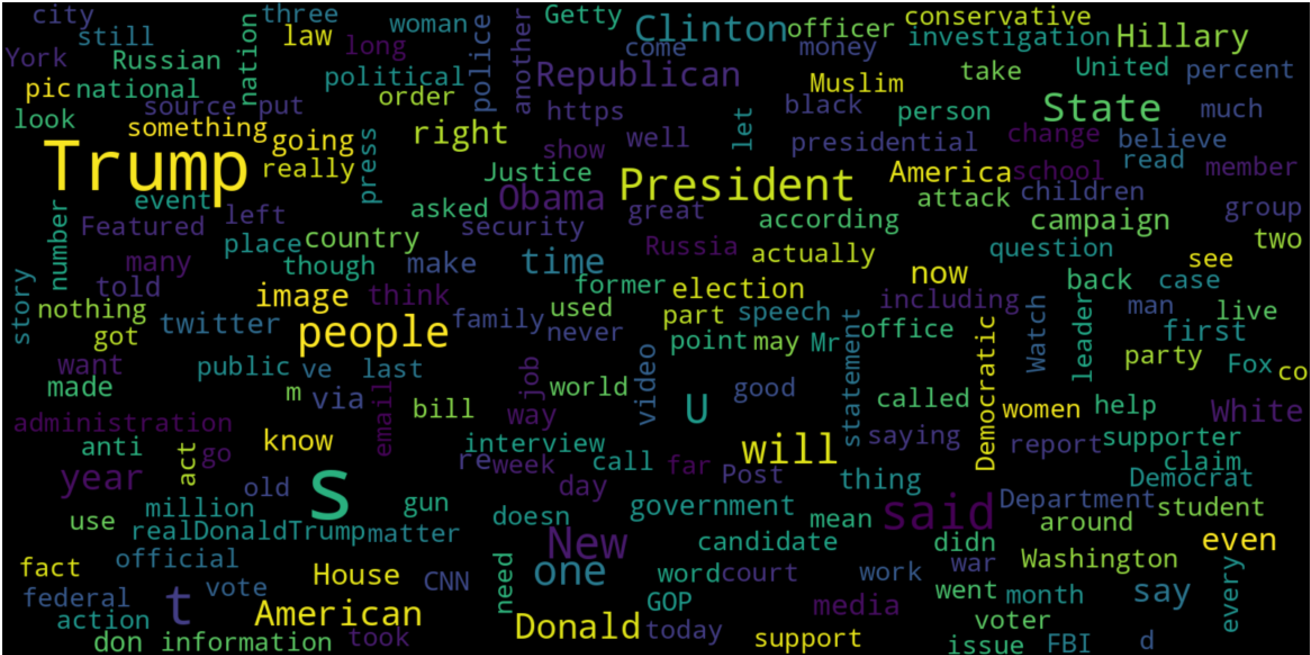 city still three law long woman police another Getty Clinton officer conservative
York Russian nation political come money investigation Hillary
pic national order Republican Muslim take United percent
look source put https black person State much
something going right press well let presidential change believe
Trump really show Justice President America school read member
event Featured left asked Obama great according attack children group
number place country security Russia actually campaign two
many though make time former question see
story told image think election now including back case
nothing got twitter people family used never part speech office Watch leader man live first
want public ve last job world video point may Mr statement Democratic party Fox co
made m via email bill way U good called women help White
administration anti act go know interview re week call far will saying report supporter
year old S day Post thing claim Democrat
million gun doesn government mean said Department student
use realDonaldTrump matter New candidate didn around even
fact official House CNN need one word court work war Washington
federal vote t American GOP media went month say every
action don information took Donald today support voter issue FBI d